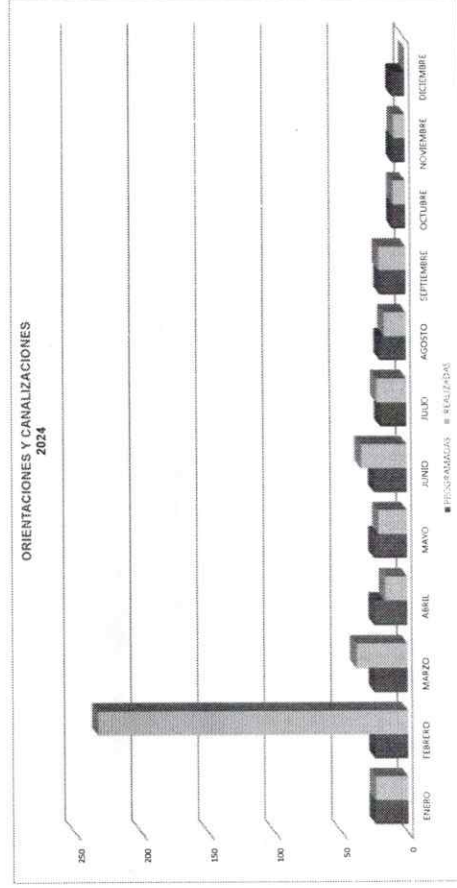 ORIENTACIONES Y CANALIZACIONES
2024
250
200
150
100
50
0
ENERO
FEBRERO
MARZO
ABRIL
MAYO
JUNIO
JULIO
AGOSTO
SEPTIEMBRE
OCTUBRE
NOVIEMBRE
DICIEMBRE
PROGRAMADAS REALIZADAS